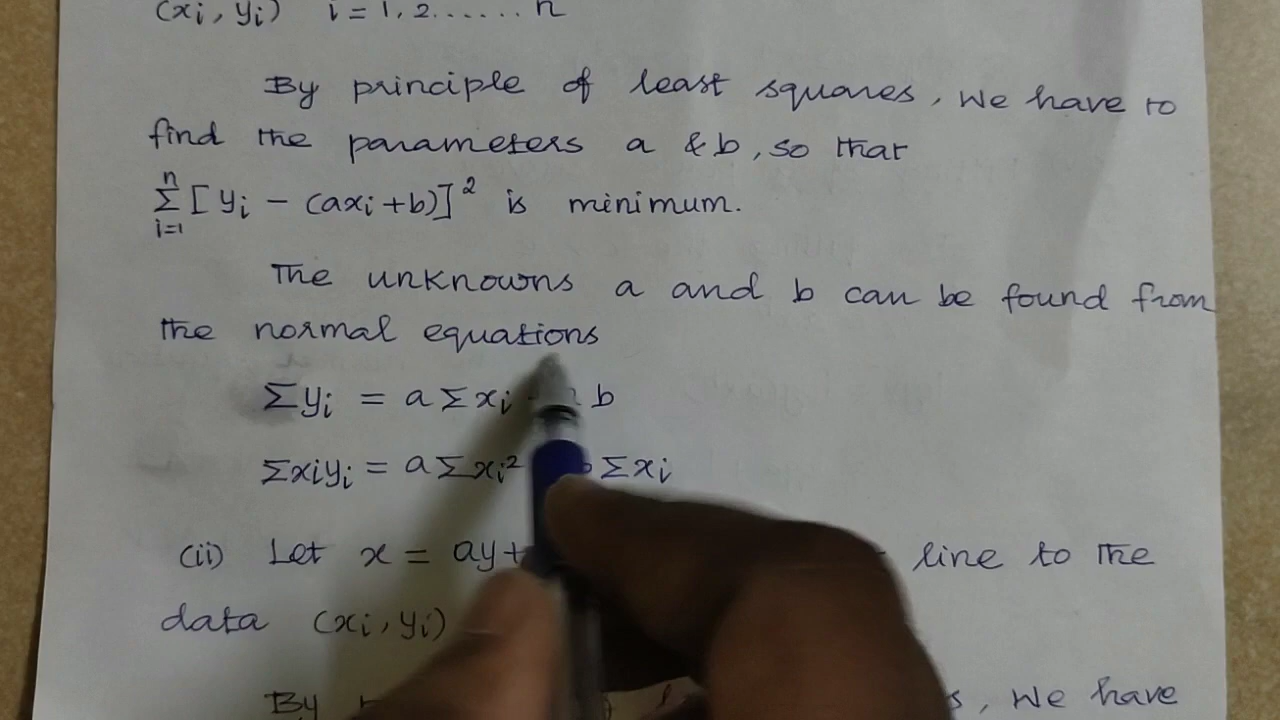 (xi, yi) i = 1, 2...... n
By principle of least squares, we have to
find the parameters a & b, so that
n
Σ [yi - (axi+b)]² is minimum.
i=1
The unknowns a and b can be found from
the normal equations
Σyi = a Σxi b
Σxiyi = a Σxi² Σxi
(ii) Let x = ay+ line to the
data (xi, yi)
By , we have